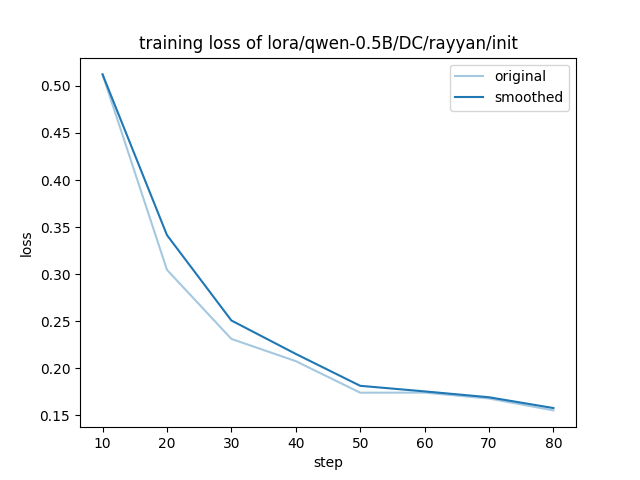 training loss of lora/qwen-0.5B/DC/rayyan/init
original
smoothed
loss
0.50
0.45
0.40
0.35
0.30
0.25
0.20
0.15
10 20 30 40 50 60 70 80
step